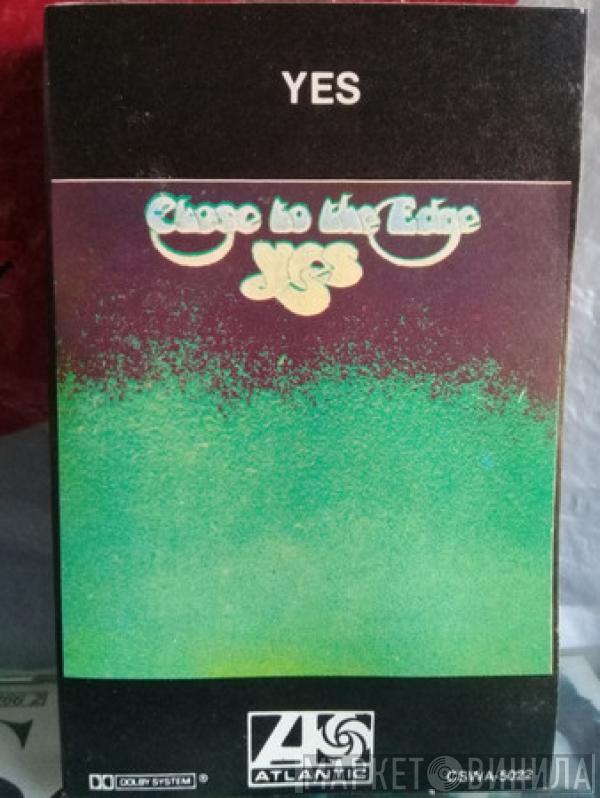 YES
Close to the Edge
Yes
DOLBY SYSTEM ®
ATLANTIC
CSWA-5022
МАРКЕТ ВИНИЛА